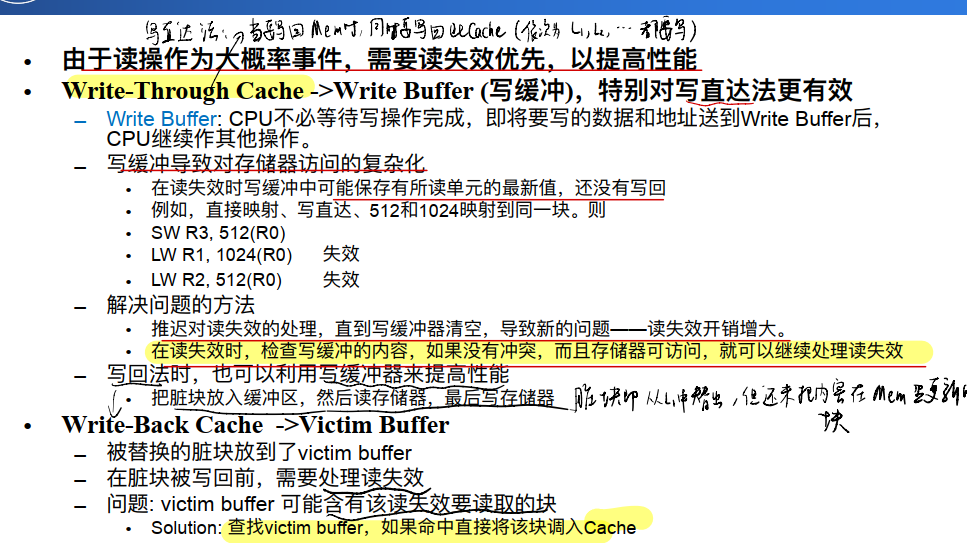 写直达法：当要写回Mem时，同时要写回Cache（依次为 L₁, L₂, … 都要写）
• 由于读操作为大概率事件，需要读失效优先，以提高性能
• Write-Through Cache ->Write Buffer (写缓冲)，特别对写直达法更有效
– Write Buffer: CPU不必等待写操作完成，即将要写的数据和地址送到Write Buffer后，
CPU继续作其他操作。
– 写缓冲导致对存储器访问的复杂化
• 在读失效时写缓冲中可能保存有所读单元的最新值，还没有写回
• 例如，直接映射、写直达、512和1024映射到同一块。则
• SW R3, 512(R0)
• LW R1, 1024(R0) 失效
• LW R2, 512(R0) 失效
– 解决问题的方法
• 推迟对读失效的处理，直到写缓冲器清空，导致新的问题——读失效开销增大。
• 在读失效时，检查写缓冲的内容，如果没有冲突，而且存储器可访问，就可以继续处理读失效
– 写回法时，也可以利用写缓冲器来提高性能
• 把脏块放入缓冲区，然后读存储器，最后写存储器 脏块即从L₁中替出，但还未把内容在Mem里更新的
块
• Write-Back Cache ->Victim Buffer
– 被替换的脏块放到了victim buffer
– 在脏块被写回前，需要处理读失效
– 问题: victim buffer 可能含有该读失效要读取的块
• Solution: 查找victim buffer，如果命中直接将该块调入Cache